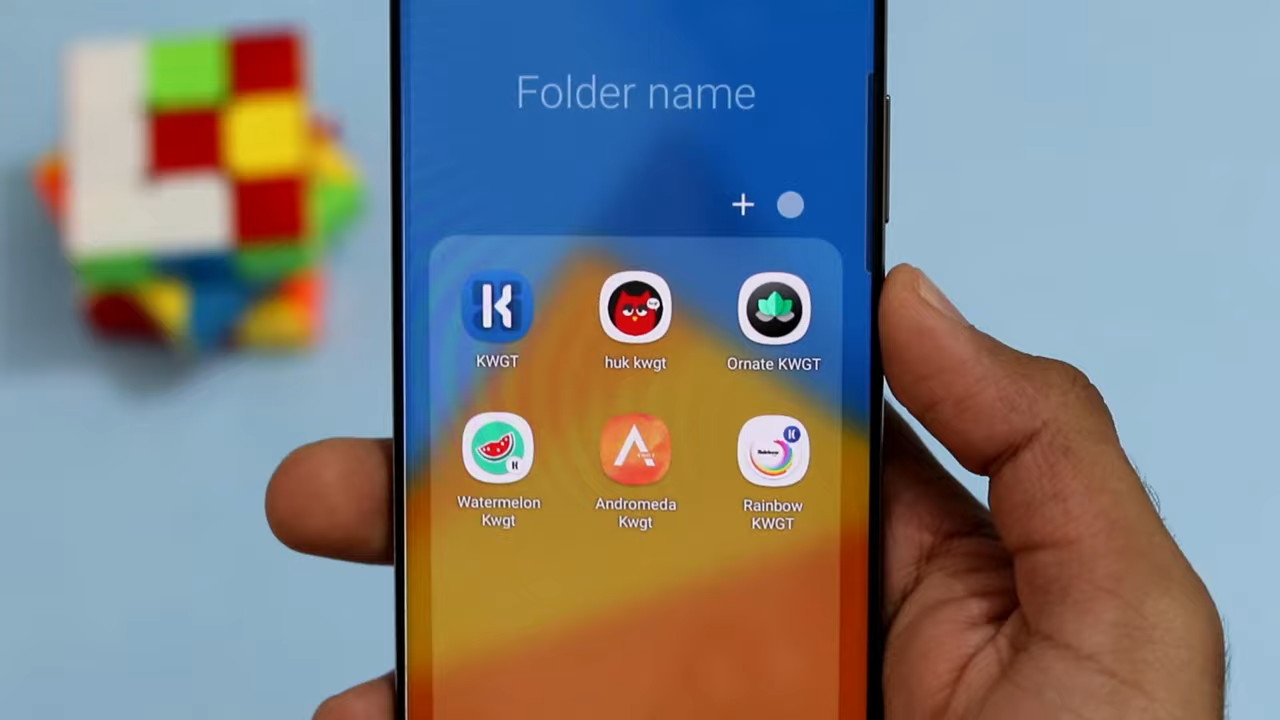 Folder name
KWGT
huk kwgt
Ornate KWGT
Watermelon
Kwgt
Andromeda
Kwgt
Rainbow
KWGT